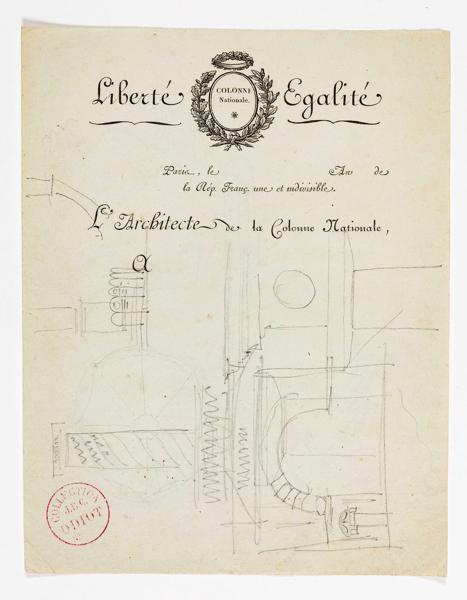 Liberté
COLONNE
Nationale.
Egalité
Paris, le An de
la Rép. Franç. une et indivisible.
L'Architecte de la Colonne Nationale,
A
COLLECTION
J.B.C.
ODIOT